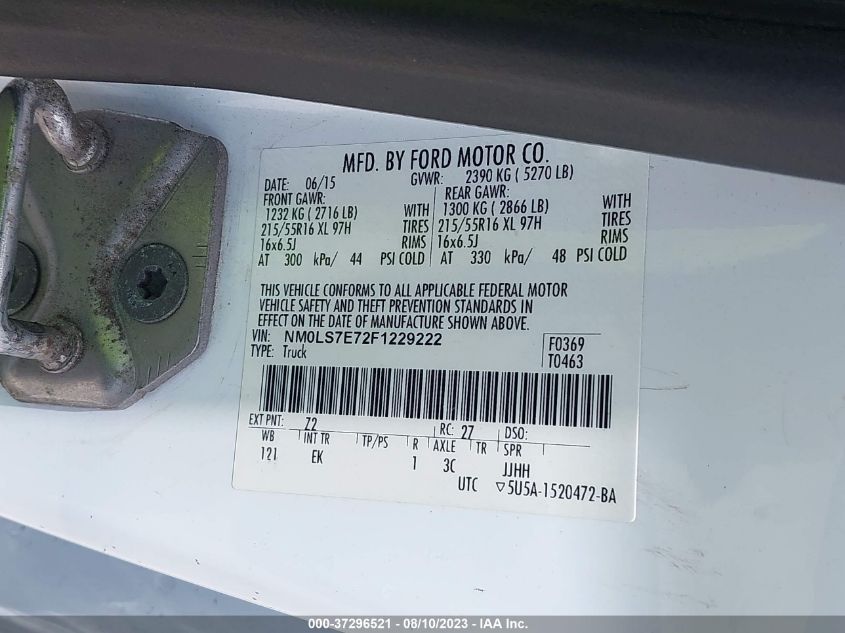 MFD. BY FORD MOTOR CO.
DATE: 06/15 GVWR: 2390 KG ( 5270 LB)
FRONT GAWR: REAR GAWR:
1232 KG ( 2716 LB) WITH 1300 KG ( 2866 LB) WITH
215/55R16 XL 97H TIRES 215/55R16 XL 97H TIRES
16x6.5J RIMS 16x6.5J RIMS
AT 300 kPa/ 44 PSI COLD AT 330 kPa/ 48 PSI COLD
THIS VEHICLE CONFORMS TO ALL APPLICABLE FEDERAL MOTOR
VEHICLE SAFETY AND THEFT PREVENTION STANDARDS IN
EFFECT ON THE DATE OF MANUFACTURE SHOWN ABOVE.
VIN: NM0LS7E72F1229222 F0369
TYPE: Truck T0463
EXT PNT: Z2 RC: 27 DSO:
WB INT TR TP/PS R AXLE TR SPR
121 EK 1 3C JJHH
UTC ▽5U5A-1520472-BA
000-37296521 - 08/10/2023 - IAAI.com